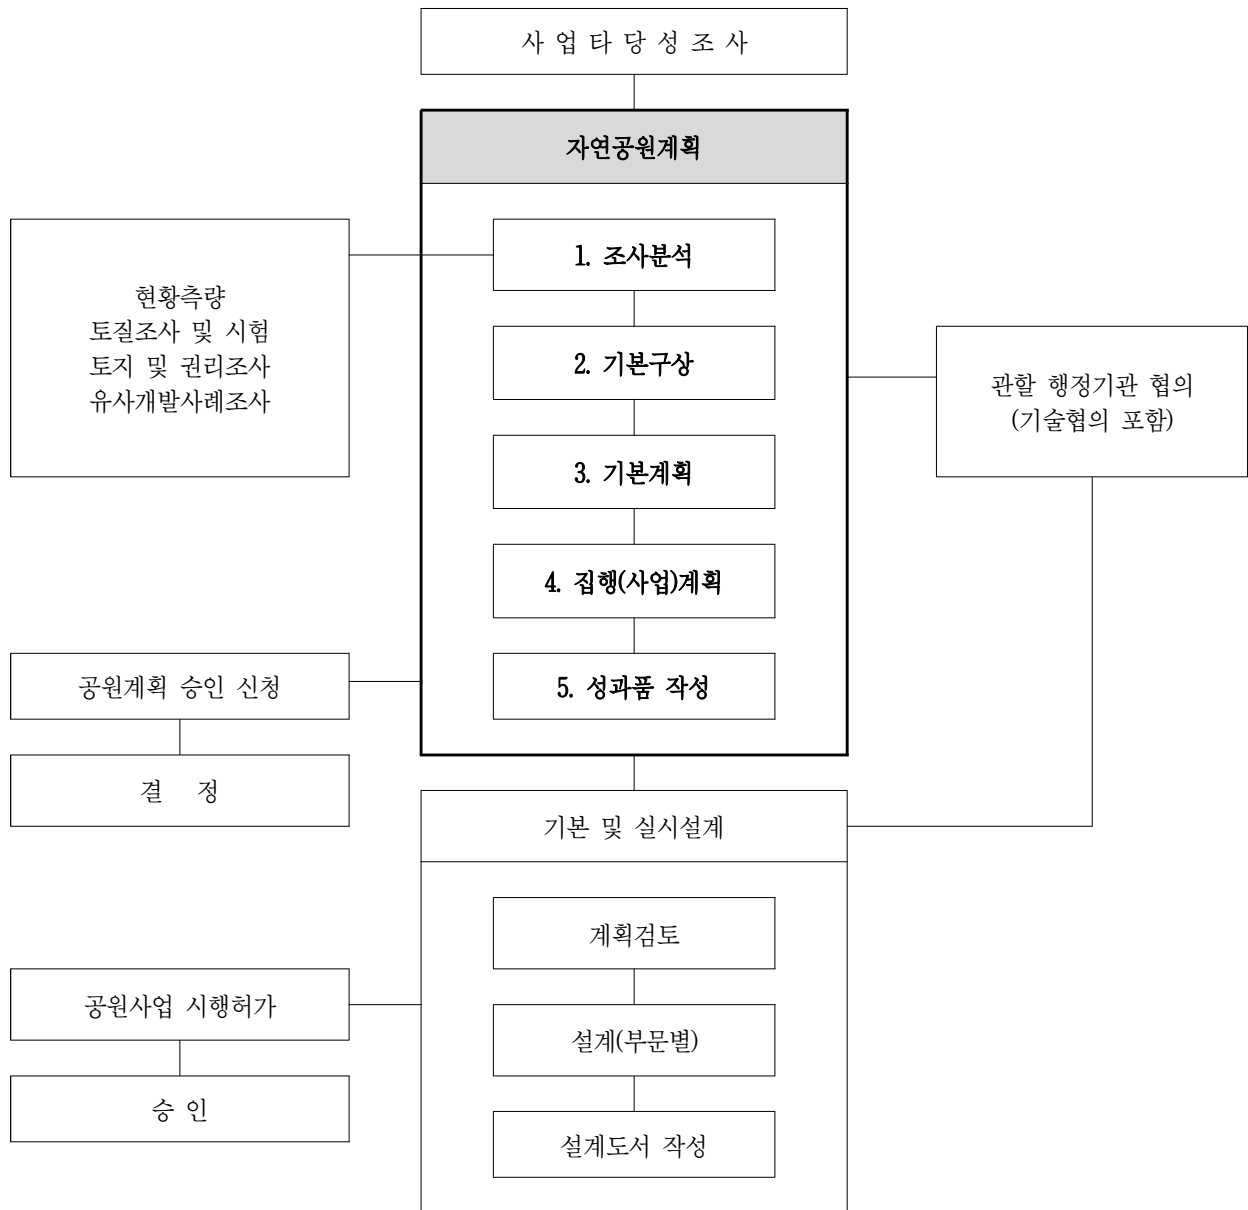 사 업 타 당 성 조 사
자연공원계획
1. 조사분석
현황측량
토질조사 및 시험
토지 및 권리조사
유사개발사례조사
2. 기본구상
관할 행정기관 협의
(기술협의 포함)
3. 기본계획
4. 집행(사업)계획
5. 성과품 작성
공원계획 승인 신청
결 정
기본 및 실시설계
계획검토
공원사업 시행허가
설계(부문별)
승 인
설계도서 작성